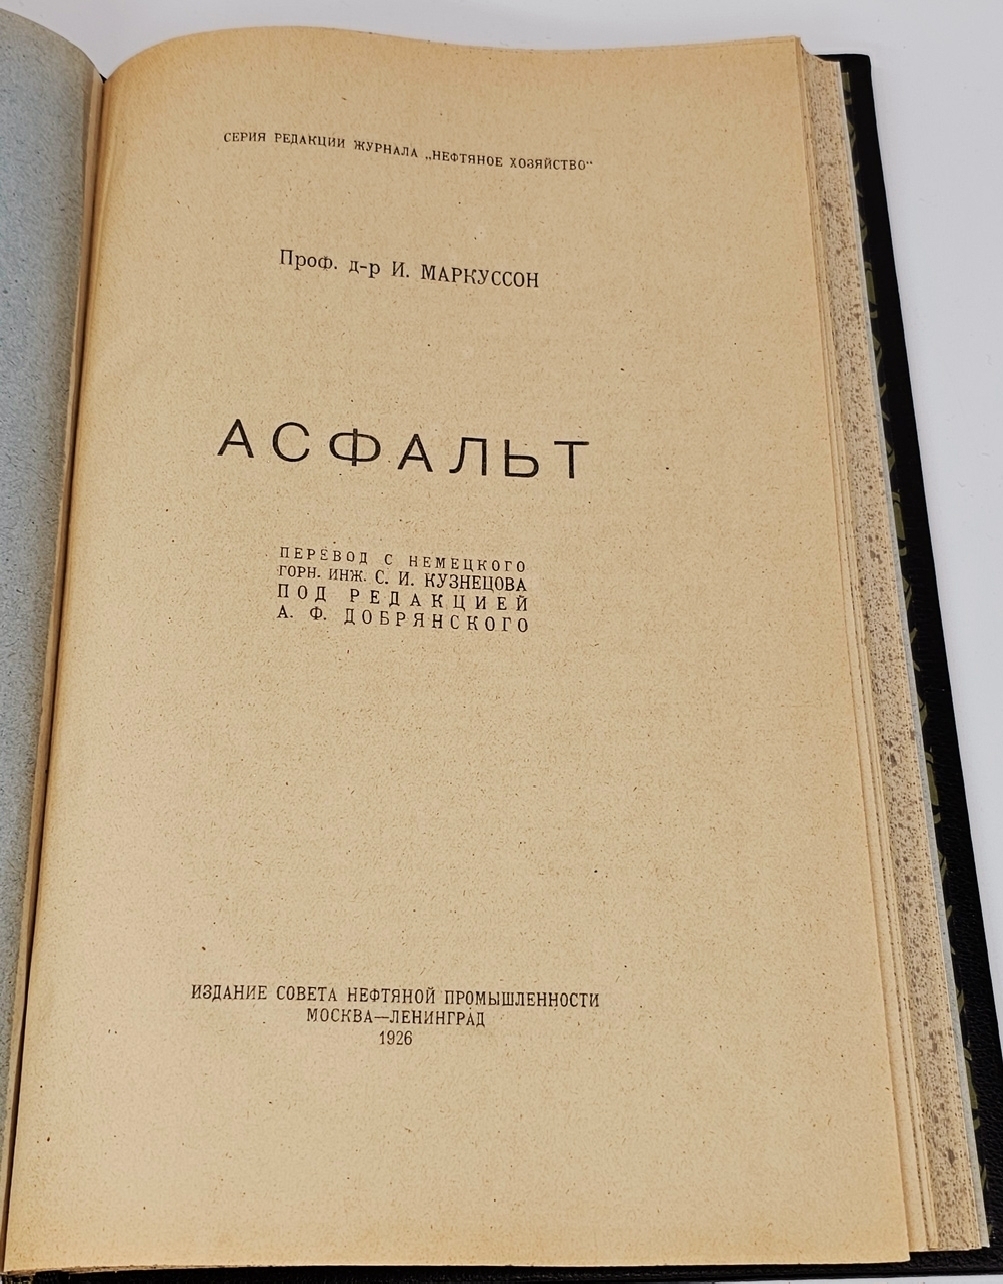 СЕРИЯ РЕДАКЦИИ ЖУРНАЛА „НЕФТЯНОЕ ХОЗЯЙСТВО“
Проф. д-р И. МАРКУССОН
АСФАЛЬТ
ПЕРЕВОД С НЕМЕЦКОГО
ГОРН. ИНЖ. С. И. КУЗНЕЦОВА
ПОД РЕДАКЦИЕЙ
А. Ф. ДОБРЯНСКОГО
ИЗДАНИЕ СОВЕТА НЕФТЯНОЙ ПРОМЫШЛЕННОСТИ
МОСКВА—ЛЕНИНГРАД
1926